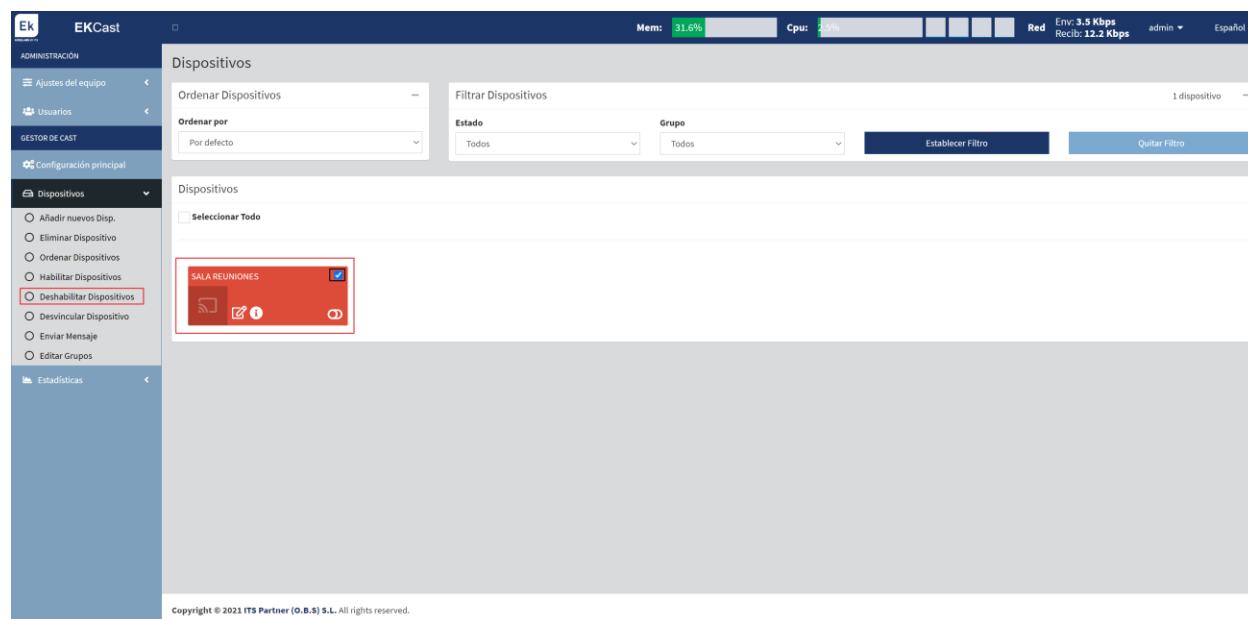 Ek
EKCast
Mem: 31.6%
Cpu: 2.5%
Red
Env: 3.5 Kbps
Recib: 12.2 Kbps
admin
Español
ADMINISTRACIÓN
Ajustes del equipo
Usuarios
GESTOR DE CAST
Configuración principal
Dispositivos
Añadir nuevos Disp.
Eliminar Dispositivo
Ordenar Dispositivos
Habilitar Dispositivos
Deshabilitar Dispositivos
Desvincular Dispositivo
Enviar Mensaje
Editar Grupos
Estadísticas
Dispositivos
Ordenar Dispositivos
Ordenar por
Por defecto
Filtrar Dispositivos
1 dispositivo
Estado
Todos
Grupo
Todos
Establecer Filtro
Quitar Filtro
Dispositivos
Seleccionar Todo
SALA REUNIONES
Copyright © 2021 ITS Partner (O.B.S) S.L. All rights reserved.